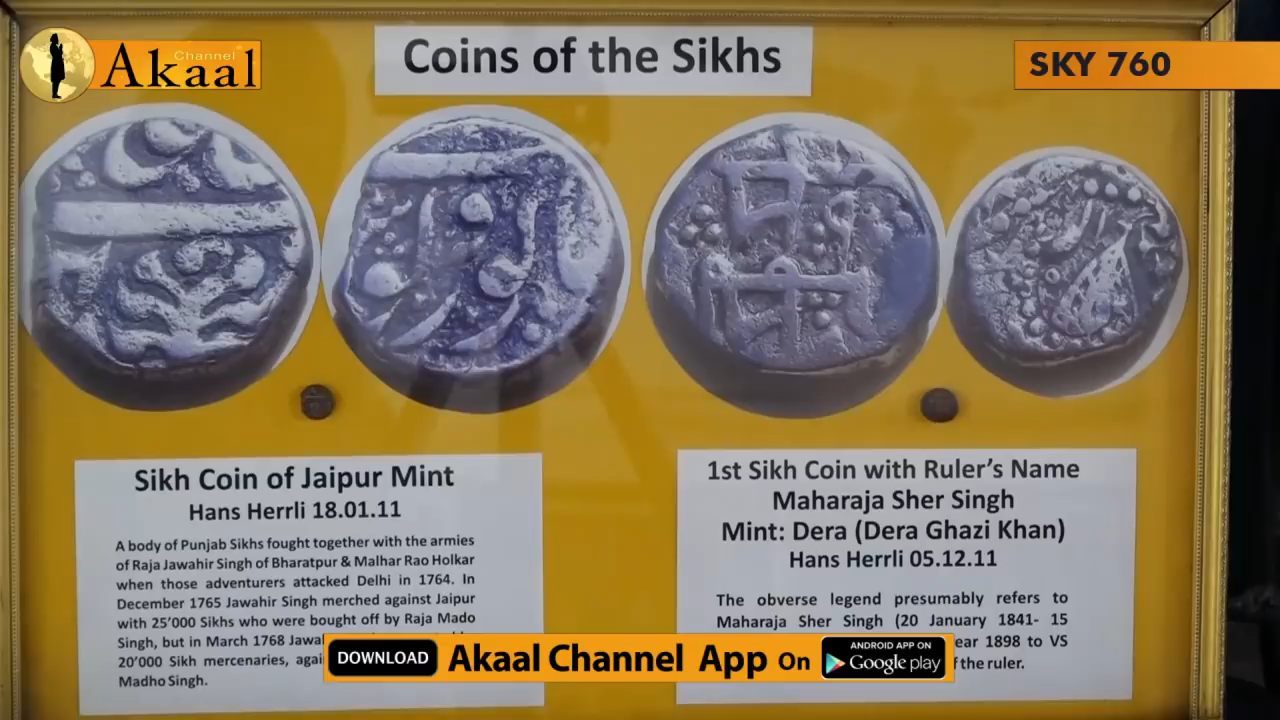 Akaal
Channel
SKY 760
Coins of the Sikhs
Sikh Coin of Jaipur Mint
Hans Herrli 18.01.11
A body of Punjab Sikhs fought together with the armies
of Raja Jawahir Singh of Bharatpur & Malhar Rao Holkar
when those adventurers attacked Delhi in 1764. In
December 1765 Jawahir Singh merched against Jaipur
with 25'000 Sikhs who were bought off by Raja Mado
Singh, but in March 1768
20'000 Sikh mercenaries,
Madho Singh.
1st Sikh Coin with Ruler's Name
Maharaja Sher Singh
Mint: Dera (Dera Ghazi Khan)
Hans Herrli 05.12.11
The obverse legend presumably refers to
Maharaja Sher Singh (20 January 1841- 15
1898 to VS
the ruler.
DOWNLOAD Akaal Channel App On
ANDROID APP ON
Google play